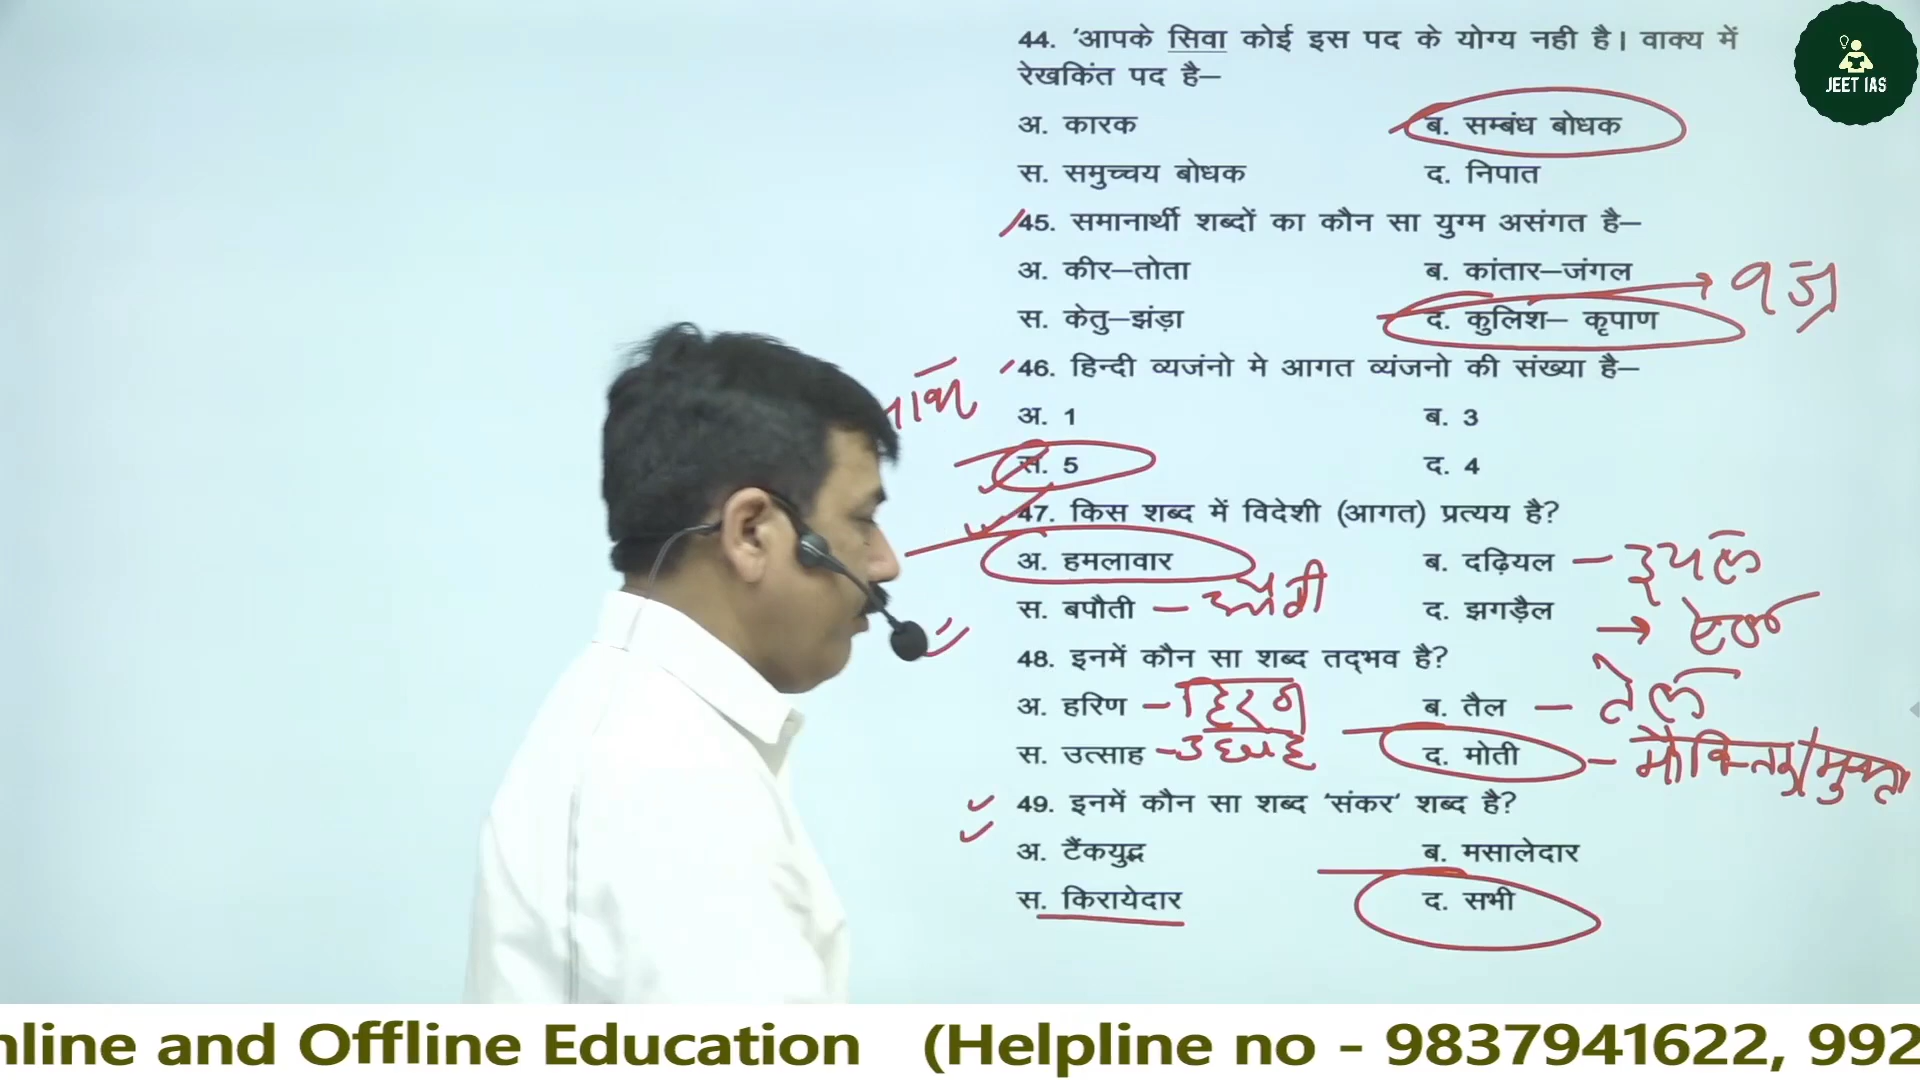 44. ‘आपके सिवा कोई इस पद के योग्य नही है। वाक्य में
रेखकिंत पद है–
JEET IAS
अ. कारक ब. सम्बंध बोधक
स. समुच्चय बोधक द. निपात
45. समानार्थी शब्दों का कौन सा युग्म असंगत है–
अ. कीर–तोता ब. कांतार–जंगल
वज्र
स. केतु–झंड़ा द. कुलिश– कृपाण
46. हिन्दी व्यजंनो मे आगत व्यंजनो की संख्या है–
अ. 1 ब. 3
स. 5 द. 4
47. किस शब्द में विदेशी (आगत) प्रत्यय है?
अ. हमलावार ब. दढ़ियल – इयल
स. बपौती – औती द. झगड़ैल → ऐल
48. इनमें कौन सा शब्द तद्भव है?
अ. हरिण – हिरण ब. तैल – तेल
स. उत्साह – उछाह द. मोती – मौक्तिक/मुक्ता
49. इनमें कौन सा शब्द ‘संकर’ शब्द है?
अ. टैंकयुद्ध ब. मसालेदार
स. किरायेदार द. सभी
nline and Offline Education (Helpline no - 9837941622, 992